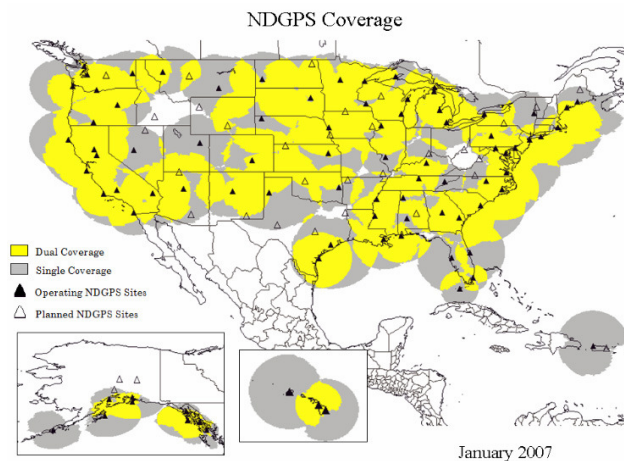 NDGPS Coverage
Dual Coverage
Single Coverage
Operating NDGPS Sites
Planned NDGPS Sites
January 2007